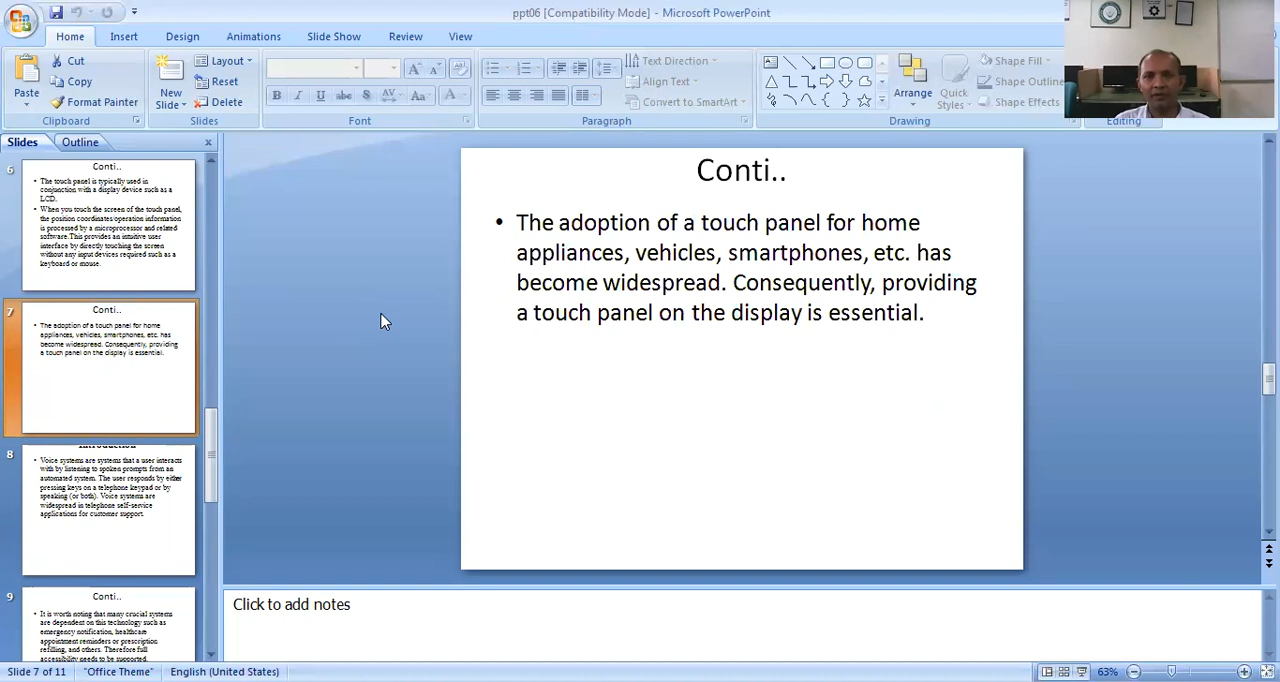 ppt06 [Compatibility Mode] - Microsoft PowerPoint
Home Insert Design Animations Slide Show Review View
Paste
Cut
Copy
Format Painter
Clipboard
New Slide
Layout
Reset
Delete
Slides
B I U abc S AV Aa A
Font
Text Direction
Align Text
Convert to SmartArt
Paragraph
Arrange
Quick Styles
Shape Fill
Shape Outline
Shape Effects
Drawing
Editing
Slides Outline
6
Conti..
• The touch panel is typically used in
conjunction with a display device such as a
LCD.
• When you touch the screen of the touch panel,
the position coordinates/operation information
is processed by a microprocessor and related
software.This provides an intuitive user
interface by directly touching the screen
without any input devices required such as a
keyboard or mouse.
7
Conti..
• The adoption of a touch panel for home
appliances, vehicles, smartphones, etc. has
become widespread. Consequently, providing
a touch panel on the display is essential.
8
Introduction
• Voice systems are systems that a user interacts
with by listening to spoken prompts from an
automated system. The user responds by either
pressing keys on a telephone keypad or by
speaking (or both). Voice systems are
widespread in telephone self-service
applications for customer support.
9
Conti..
• It is worth noting that many crucial systems
are dependent on this technology such as
emergency notification, healthcare
appointment reminders or prescription
refilling, and others. Therefore full
accessibility needs to be supported.
Conti..
• The adoption of a touch panel for home
appliances, vehicles, smartphones, etc. has
become widespread. Consequently, providing
a touch panel on the display is essential.
Click to add notes
Slide 7 of 11 "Office Theme" English (United States) 63%